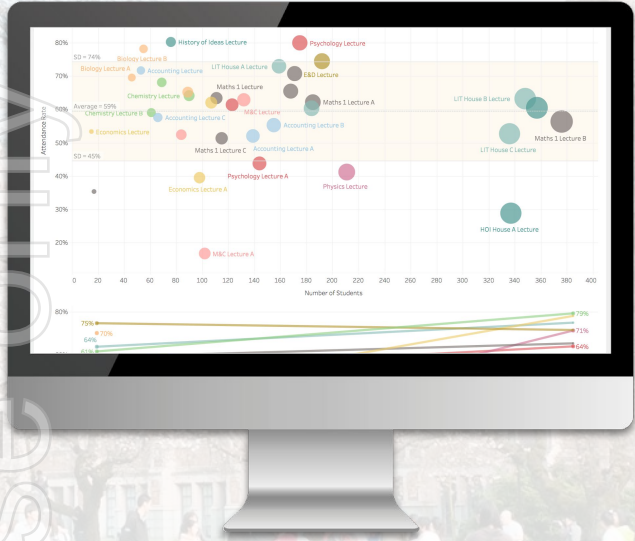 80%
History of Ideas Lecture
Psychology Lecture
SD = 74%
Biology Lecture B
70%
Biology Lecture A
Accounting Lecture
LIT House A Lecture
E&D Lecture
Chemistry Lecture
Maths 1 Lecture
LIT House B Lecture
60%
Average = 59%
M&C Lecture
Maths 1 Lecture A
Chemistry Lecture B
Accounting Lecture C
Economics Lecture
Accounting Lecture B
Maths 1 Lecture B
50%
Maths 1 Lecture C
Accounting Lecture A
LIT House C Lecture
SD = 45%
40%
Psychology Lecture A
Physics Lecture
Economics Lecture A
30%
HOI House A Lecture
20%
M&C Lecture A
Attendance Ratio
0 20 40 60 80 100 120 140 160 180 200 220 240 260 280 300 320 340 360 380 400
Number of Students
80%
79%
75%
70%
71%
64%
64%
61%